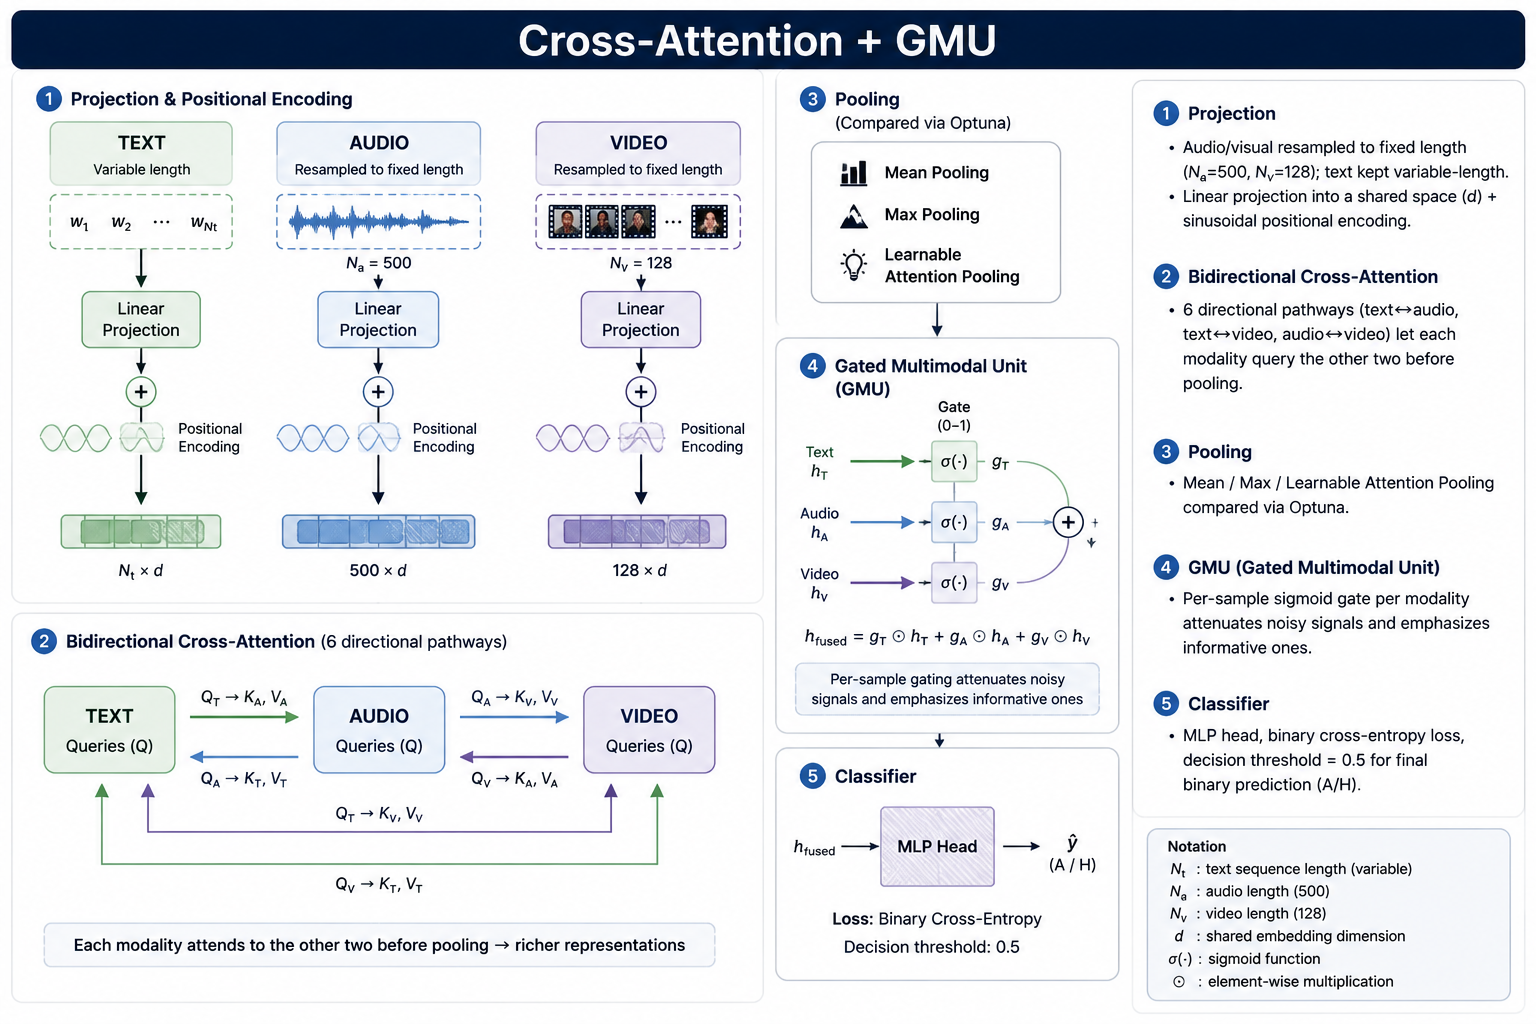 Cross-Attention + GMU
1 Projection & Positional Encoding
TEXT
Variable length
w1 w2 ··· wNt
Linear
Projection
+
Positional
Encoding
Nt × d
AUDIO
Resampled to fixed length
Na = 500
Linear
Projection
+
Positional
Encoding
500 × d
VIDEO
Resampled to fixed length
···
Nv = 128
Linear
Projection
+
Positional
Encoding
128 × d
2 Bidirectional Cross-Attention (6 directional pathways)
TEXT
Queries (Q)
QT → KA, VA
QA → KT, VT
AUDIO
Queries (Q)
QA → KV, VV
QV → KA, VA
VIDEO
Queries (Q)
QT → KV, VV
QV → KT, VT
Each modality attends to the other two before pooling → richer representations
3 Pooling
(Compared via Optuna)
Mean Pooling
Max Pooling
Learnable
Attention Pooling
4 Gated Multimodal Unit
(GMU)
Gate
(0–1)
Text
hT
σ(·) gT
Audio
hA
σ(·) gA
+
+
Video
hV
σ(·) gV
hfused = gT ⊙ hT + gA ⊙ hA + gV ⊙ hV
Per-sample gating attenuates noisy
signals and emphasizes informative ones
5 Classifier
hfused
MLP Head
ŷ
(A / H)
Loss: Binary Cross-Entropy
Decision threshold: 0.5
1 Projection
• Audio/visual resampled to fixed length
(Na=500, Nv=128); text kept variable-length.
• Linear projection into a shared space (d) +
sinusoidal positional encoding.
2 Bidirectional Cross-Attention
• 6 directional pathways (text↔audio,
text↔video, audio↔video) let each
modality query the other two before
pooling.
3 Pooling
• Mean / Max / Learnable Attention Pooling
compared via Optuna.
4 GMU (Gated Multimodal Unit)
• Per-sample sigmoid gate per modality
attenuates noisy signals and emphasizes
informative ones.
5 Classifier
• MLP head, binary cross-entropy loss,
decision threshold = 0.5 for final
binary prediction (A/H).
Notation
Nt : text sequence length (variable)
Na : audio length (500)
Nv : video length (128)
d : shared embedding dimension
σ(·) : sigmoid function
⊙ : element-wise multiplication